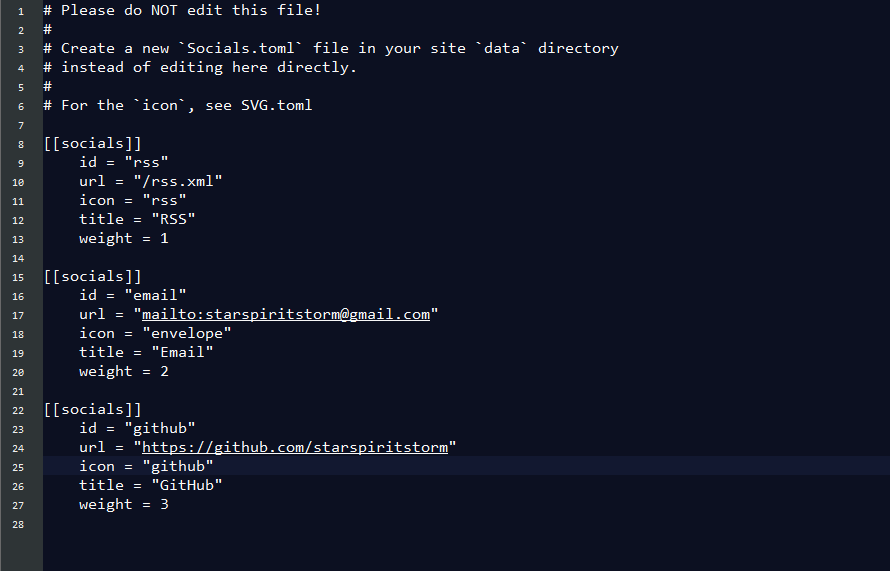 1 # Please do NOT edit this file!
2 #
3 # Create a new `Socials.toml` file in your site `data` directory
4 # instead of editing here directly.
5 #
6 # For the `icon`, see SVG.toml
7
8 [[socials]]
9     id = "rss"
10     url = "/rss.xml"
11     icon = "rss"
12     title = "RSS"
13     weight = 1
14
15 [[socials]]
16     id = "email"
17     url = "mailto:starspiritstorm@gmail.com"
18     icon = "envelope"
19     title = "Email"
20     weight = 2
21
22 [[socials]]
23     id = "github"
24     url = "https://github.com/starspiritstorm"
25     icon = "github"
26     title = "GitHub"
27     weight = 3
28